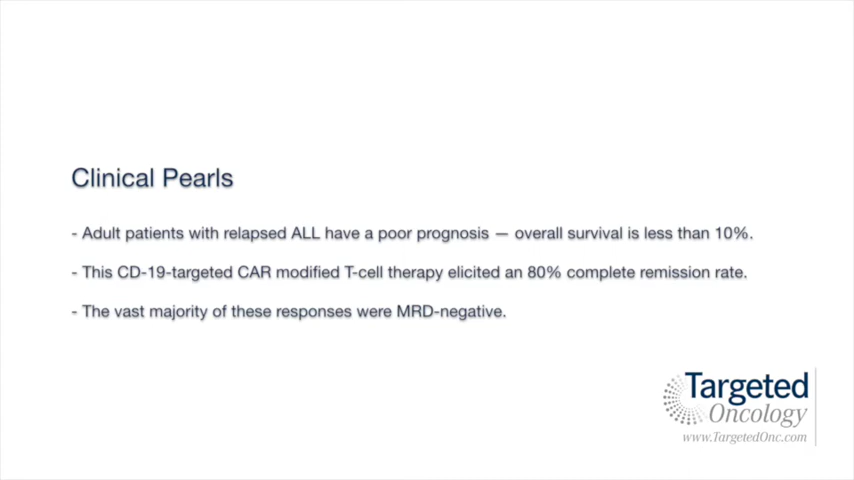 Clinical Pearls
- Adult patients with relapsed ALL have a poor prognosis — overall survival is less than 10%.
- This CD-19-targeted CAR modified T-cell therapy elicited an 80% complete remission rate.
- The vast majority of these responses were MRD-negative.
Targeted
Oncology
www.TargetedOnc.com